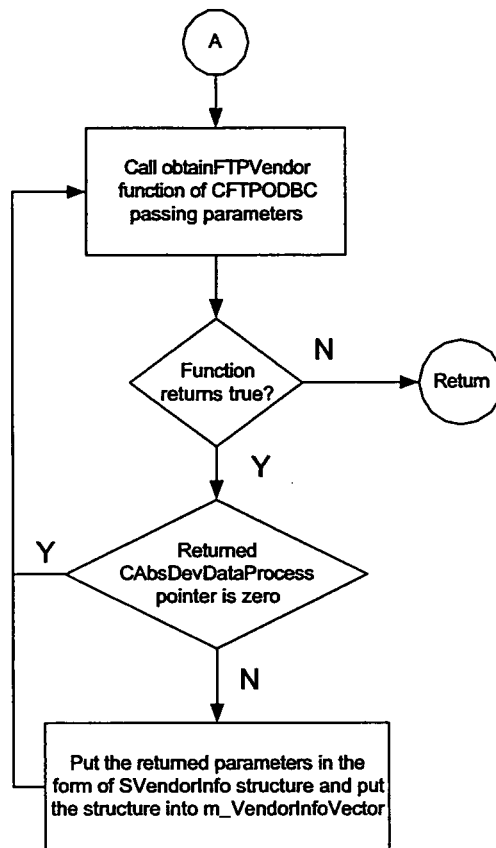 A
Call obtainFTPVendor
function of CFTPODBC
passing parameters
Function
returns true?
N
Return
Y
Returned
CAbsDevDataProcess
pointer is zero
Y
N
Put the returned parameters in the
form of SVendorInfo structure and put
the structure into m_VendorInfoVector